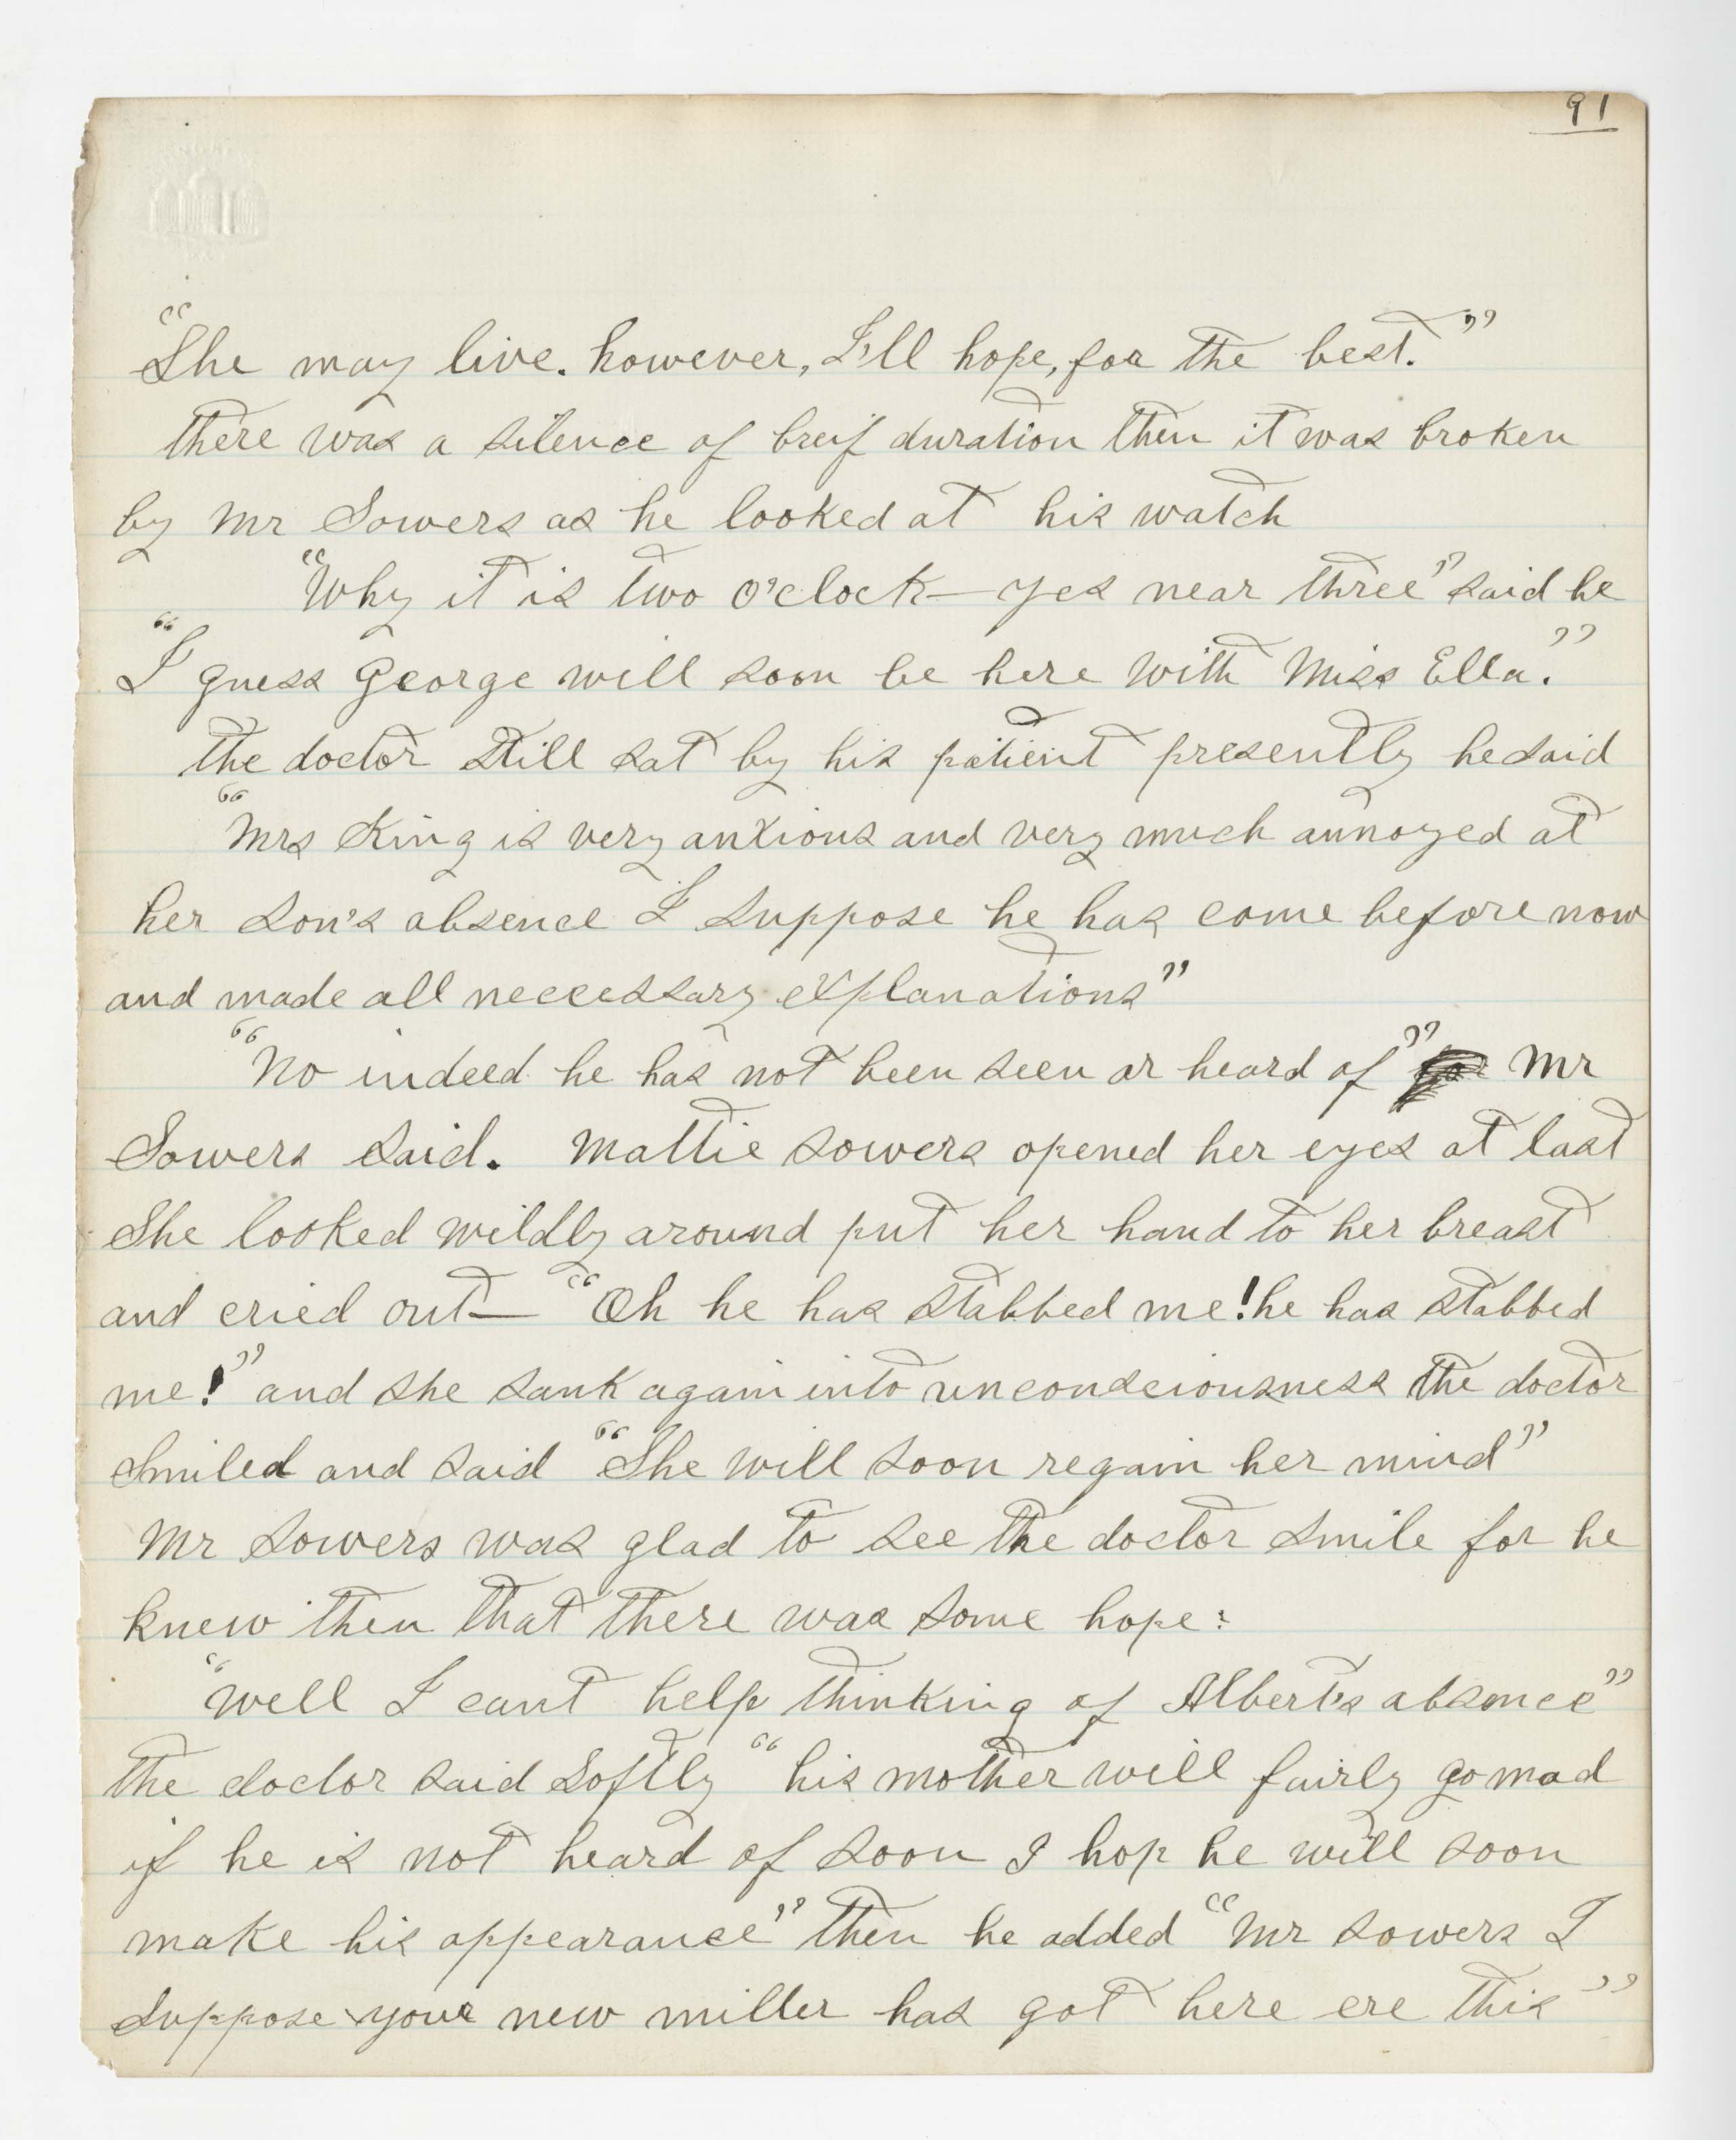 91
"She may live. however, I'll hope, for the best."
there was a silence of breif duration then it was broken
by Mr Sowers as he looked at his watch
"Why it is two o'clock — yes near three" said he
"I guess George will soon be here with Miss Ella."
the doctor still sat by his patient presently he said
"Mrs King is very anxious and very much annoyed at
her son's absence I suppose he has come before now
and made all neccessary explanations"
"No indeed he has not been seen or heard of" Mr
Sowers said. Mattie Sowers opened her eyes at last
She looked wildly around put her hand to her breast
and cried out — "Oh he has stabbed me! he has stabbed
me!" and she sank again into unconsciousness the doctor
smiled and said "She will soon regain her mind"
Mr Sowers was glad to see the doctor smile for he
knew then that there was some hope:
"Well I cant help thinking of Albert's absence"
the doctor said softly "his mother will fairly go mad
if he is not heard of soon I hop he will soon
make his appearance" then he added "Mr Sowers I
suppose your new miller has got here ere this"